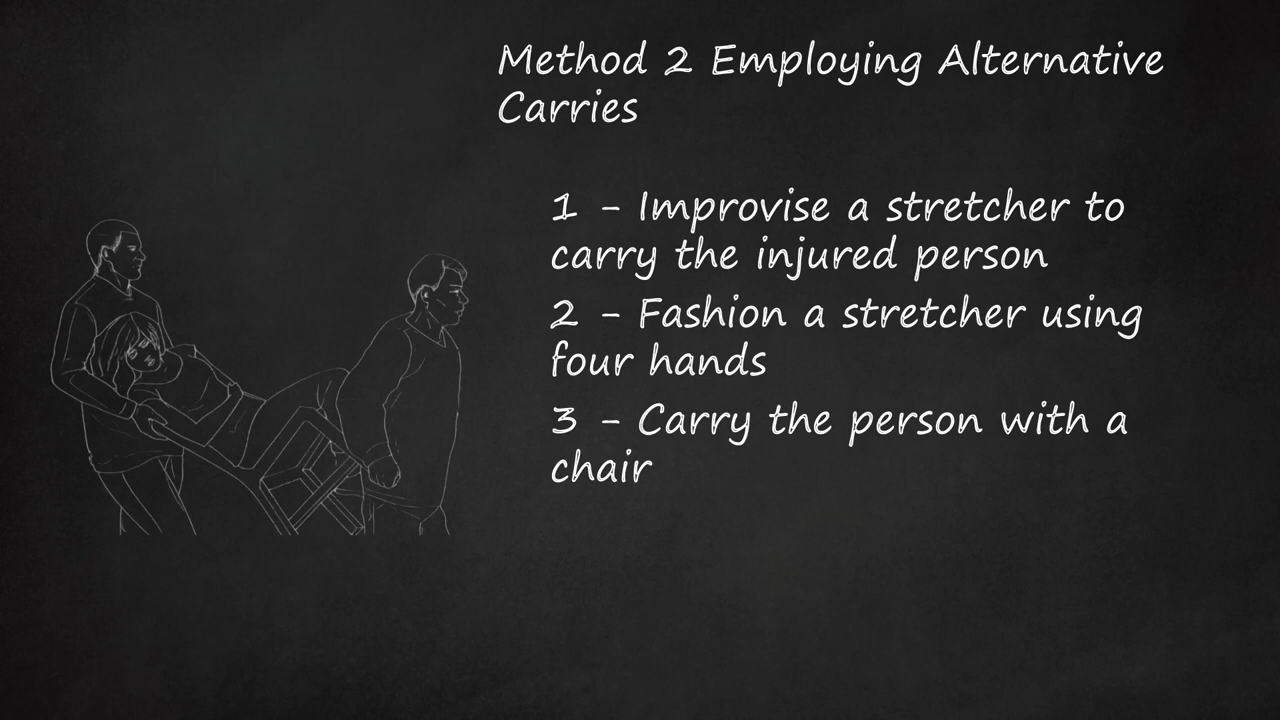 Method 2 Employing Alternative
Carries
1 - Improvise a stretcher to
carry the injured person
2 - Fashion a stretcher using
four hands
3 - Carry the person with a
chair